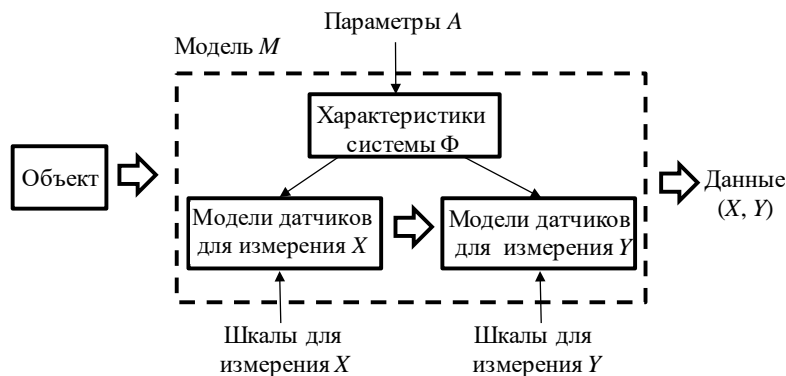 Параметры A
Модель M
Характеристики
системы Ф
Объект
Данные
(X, Y)
Модели датчиков
для измерения X
Модели датчиков
для измерения Y
Шкалы для
измерения X
Шкалы для
измерения Y